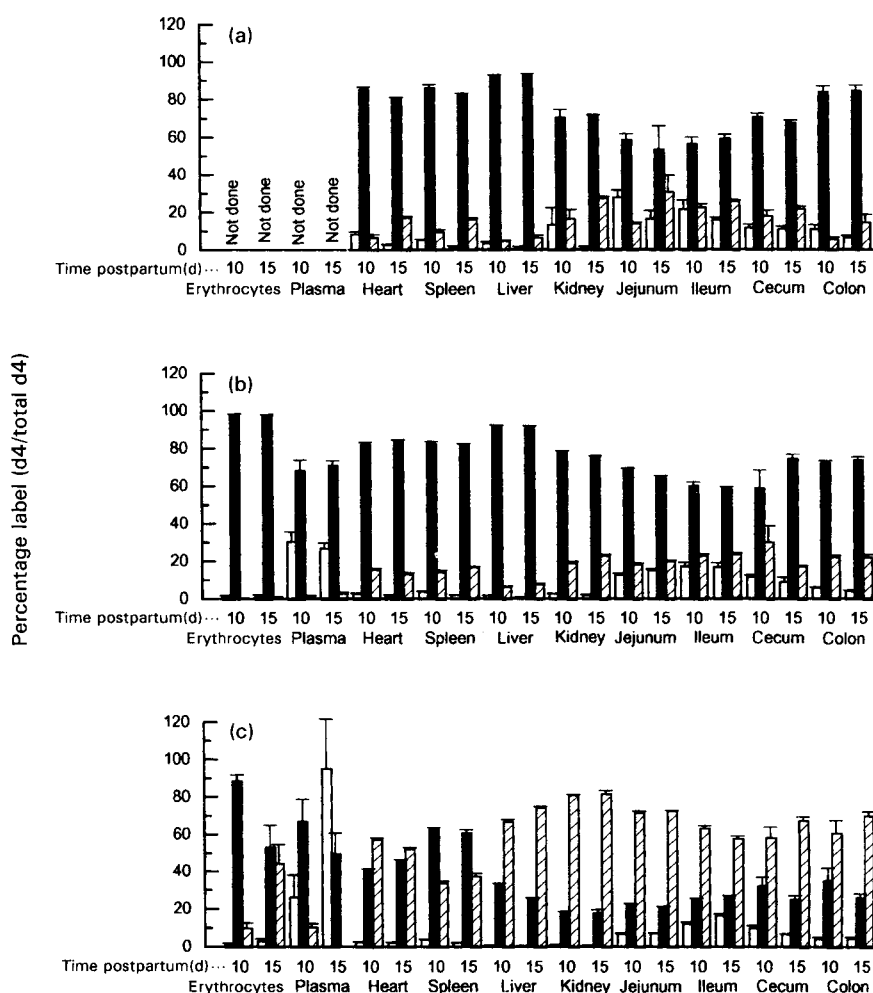 Percentage label (d4/total d4)
(a)
120
100
80
60
40
20
0
Not done
Not done
Not done
Not done
Time postpartum(d)··· 10 15 10 15 10 15 10 15 10 15 10 15 10 15 10 15 10 15 10 15
Erythrocytes Plasma Heart Spleen Liver Kidney Jejunum Ileum Cecum Colon
(b)
120
100
80
60
40
20
0
Time postpartum(d)··· 10 15 10 15 10 15 10 15 10 15 10 15 10 15 10 15 10 15 10 15
Erythrocytes Plasma Heart Spleen Liver Kidney Jejunum Ileum Cecum Colon
(c)
120
100
80
60
40
20
0
Time postpartum(d)··· 10 15 10 15 10 15 10 15 10 15 10 15 10 15 10 15 10 15 10 15
Erythrocytes Plasma Heart Spleen Liver Kidney Jejunum Ileum Cecum Colon